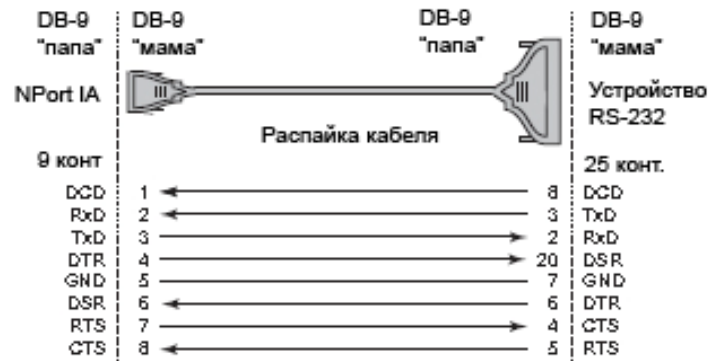 DB-9 DB-9 DB-9 DB-9
"папа" "мама" "папа" "мама"
NPort IA Устройство
RS-232
Распайка кабеля
9 конт 25 конт.
DCD 1 8 DCD
RxD 2 3 TxD
TxD 3 2 RxD
DTR 4 20 DSR
GND 5 7 GND
DSR 6 6 DTR
RTS 7 4 CTS
CTS 8 5 RTS